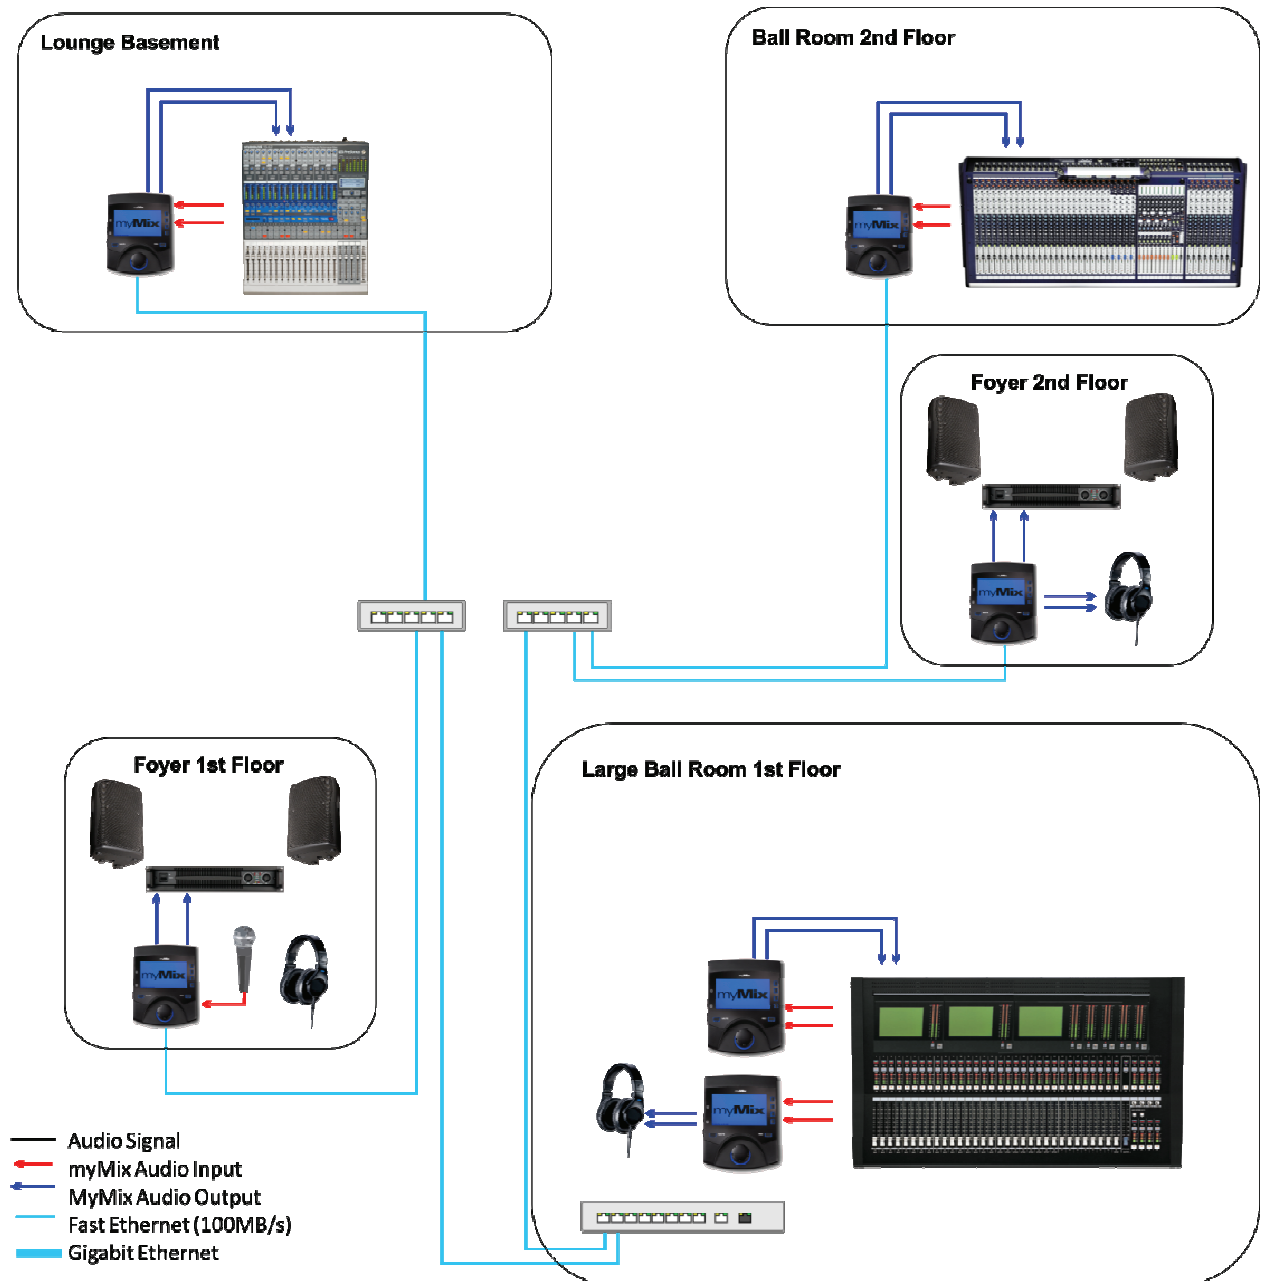 Lounge Basement
Ball Room 2nd Floor
myMix
myMix
Foyer 2nd Floor
myMix
Foyer 1st Floor
Large Ball Room 1st Floor
myMix
myMix
myMix
Audio Signal
myMix Audio Input
MyMix Audio Output
Fast Ethernet (100MB/s)
Gigabit Ethernet